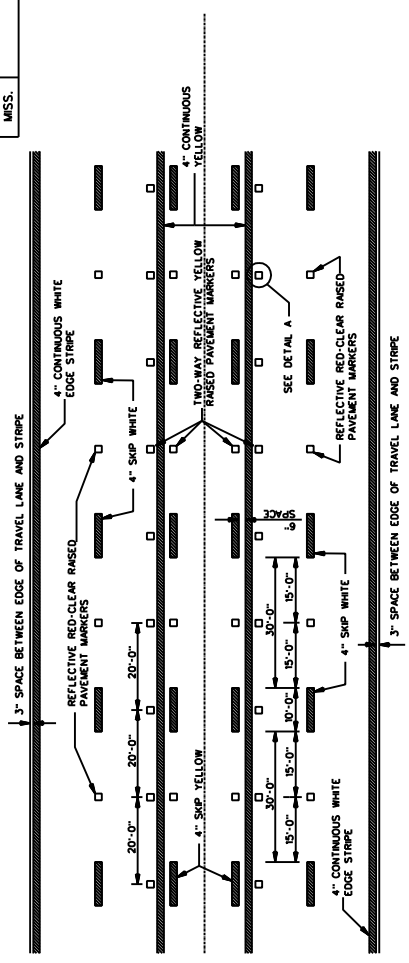 MISS.
3" SPACE BETWEEN EDGE OF TRAVEL LANE AND STRIPE
4" CONTINUOUS WHITE
EDGE STRIPE
REFLECTIVE RED-CLEAR RAISED
PAVEMENT MARKERS
4" SKIP WHITE
20'-0"
20'-0"
20'-0"
4" CONTINUOUS
YELLOW
TWO-WAY REFLECTIVE YELLOW
RAISED PAVEMENT MARKERS
4" SKIP YELLOW
6"
SPACE
SEE DETAIL A
30'-0"
30'-0"
15'-0"
15'-0"
10'-0"
15'-0"
15'-0"
REFLECTIVE RED-CLEAR RAISED
PAVEMENT MARKERS
4" SKIP WHITE
4" CONTINUOUS WHITE
EDGE STRIPE
3" SPACE BETWEEN EDGE OF TRAVEL LANE AND STRIPE